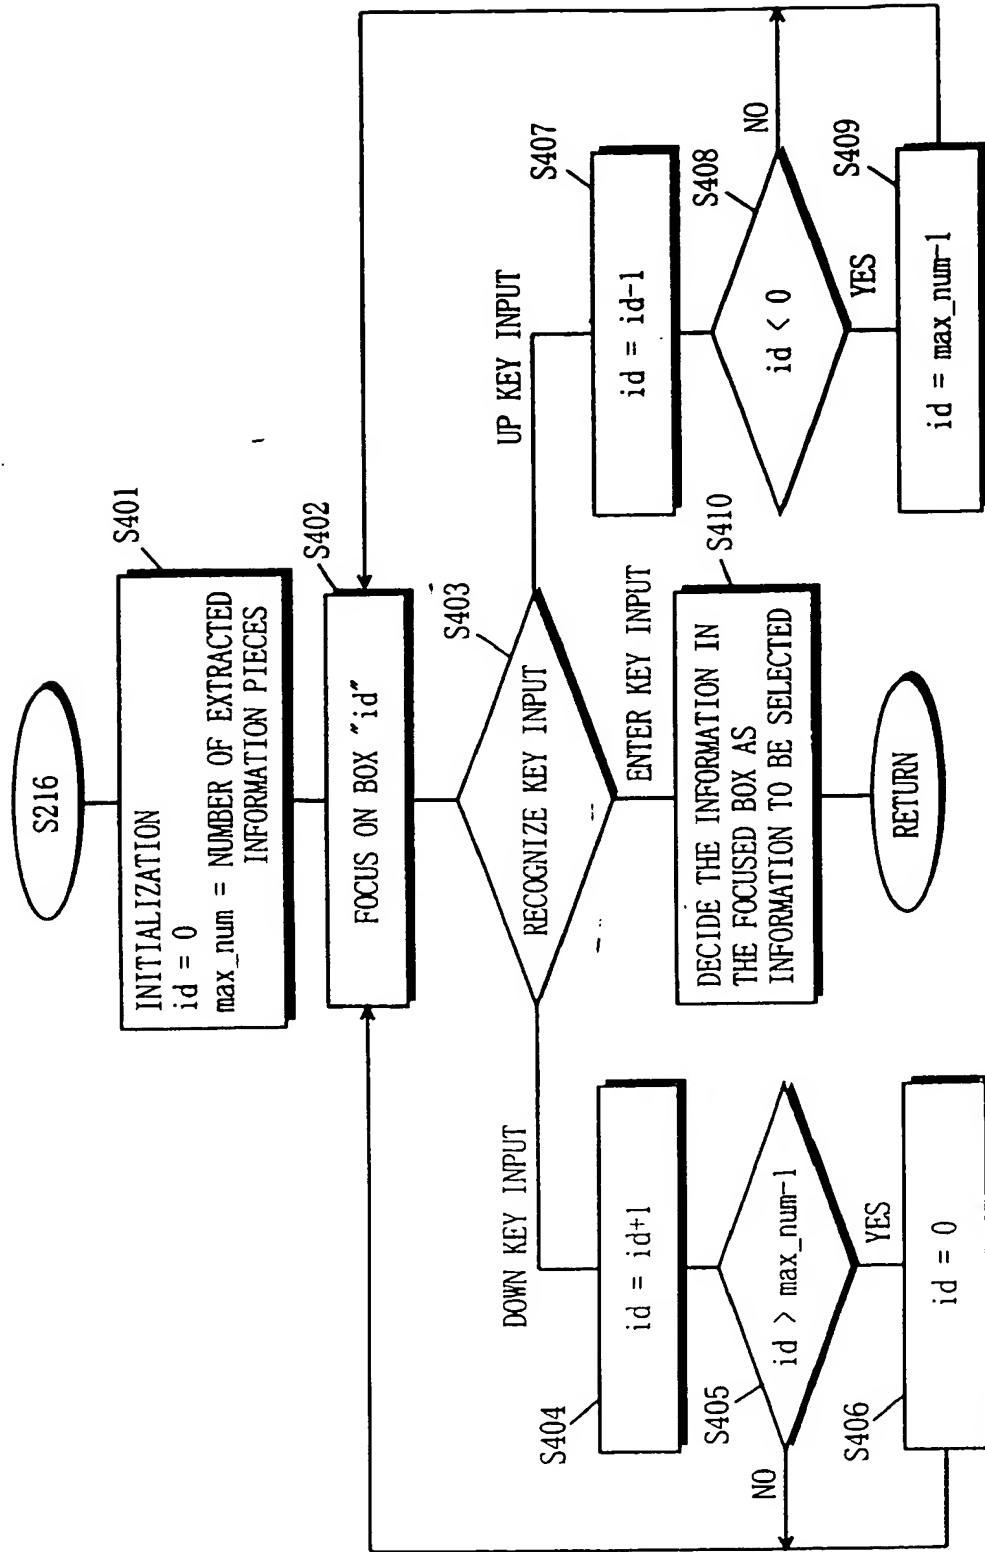 S216
S401
INITIALIZATION
id = 0
max_num = NUMBER OF EXTRACTED
INFORMATION PIECES
S402
FOCUS ON BOX "id"
S403
RECOGNIZE KEY INPUT
DOWN KEY INPUT
ENTER KEY INPUT
UP KEY INPUT
S404
id = id+1
S405
id > max_num-1
NO
YES
S406
id = 0
S410
DECIDE THE INFORMATION IN
THE FOCUSED BOX AS
INFORMATION TO BE SELECTED
RETURN
S407
id = id-1
S408
id < 0
NO
YES
S409
id = max_num-1